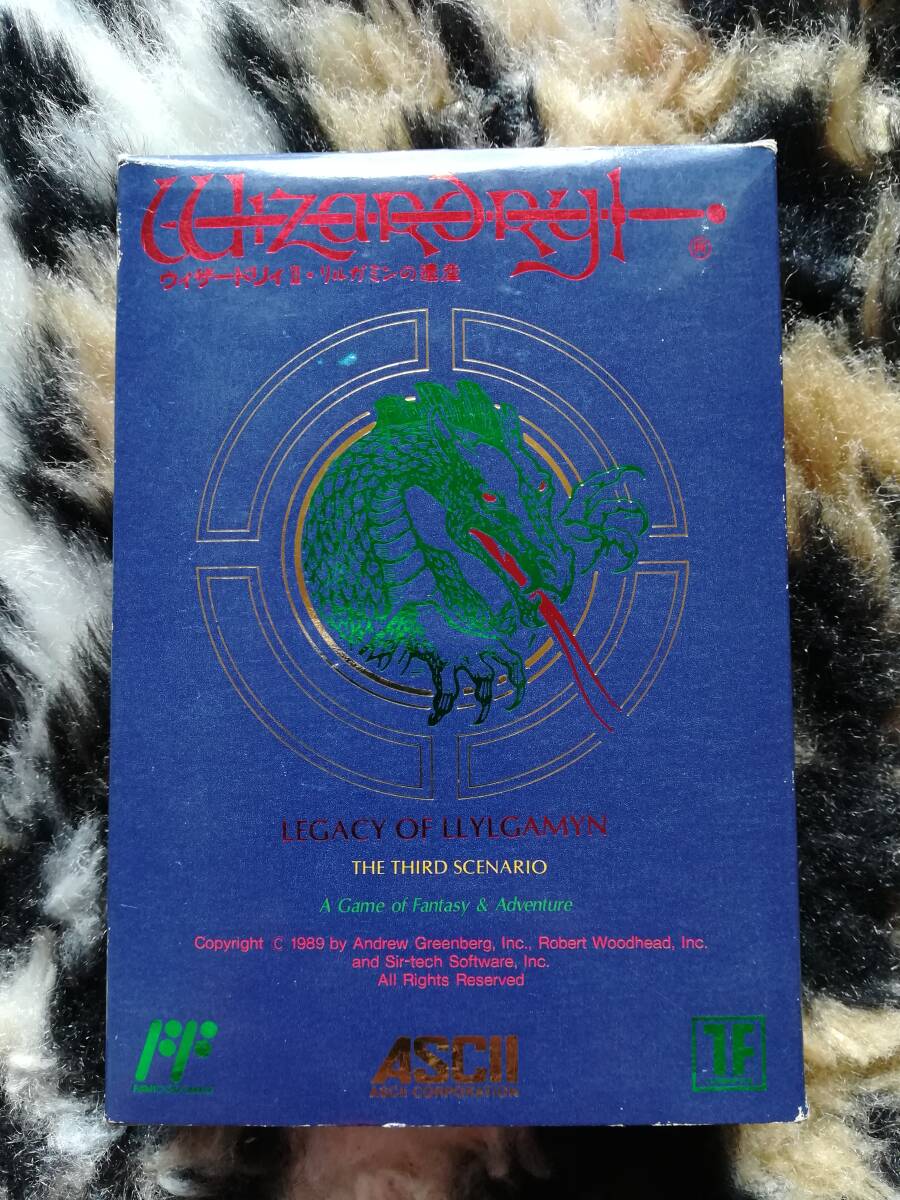 Wizardry
®
ウィザードリィⅡ・リルガミンの遺産
LEGACY OF LLYLGAMYN
THE THIRD SCENARIO
A Game of Fantasy & Adventure
Copyright © 1989 by Andrew Greenberg, Inc., Robert Woodhead, Inc.
and Sir-tech Software, Inc.
All Rights Reserved
FF
ASCII
ASCII CORPORATION
TF